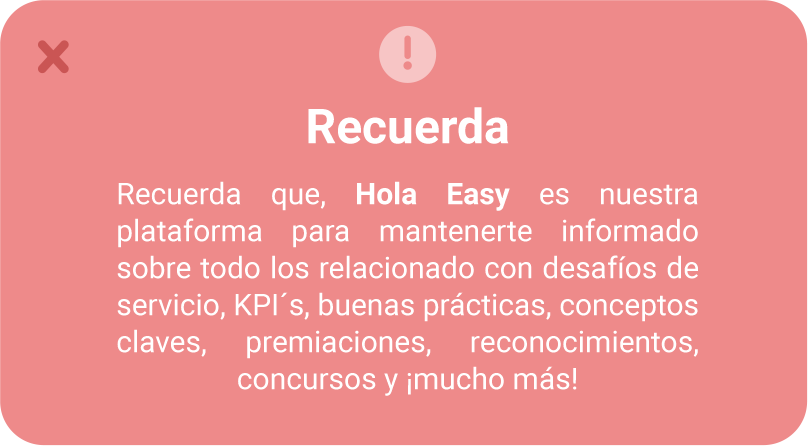 Recuerda
Recuerda que, Hola Easy es nuestra
plataforma para mantenerte informado
sobre todo los relacionado con desafíos de
servicio, KPI´s, buenas prácticas, conceptos
claves, premiaciones, reconocimientos,
concursos y ¡mucho más!